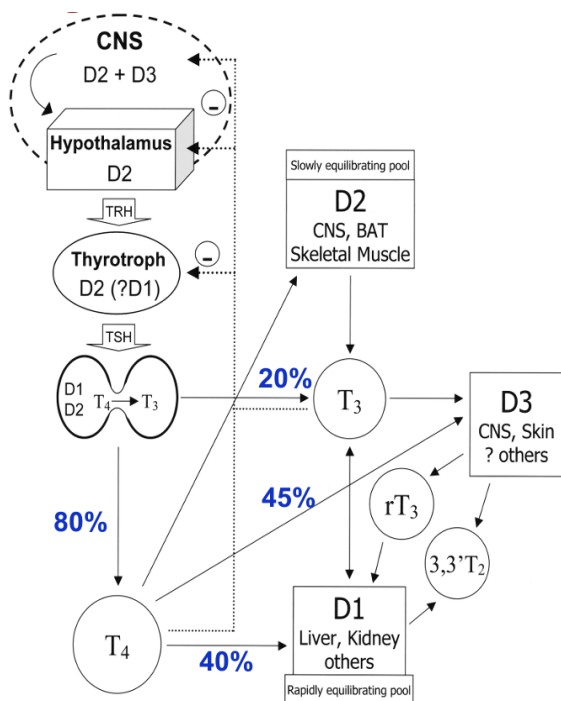 CNS
D2 + D3
−
Hypothalamus
D2
TRH
Thyrotroph
D2 (?D1)
−
TSH
D1
D2
T4
T3
20%
T3
Slowly equilibrating pool
D2
CNS, BAT
Skeletal Muscle
D3
CNS, Skin
? others
45%
rT3
3,3'T2
80%
T4
40%
D1
Liver, Kidney
others
Rapidly equilibrating pool